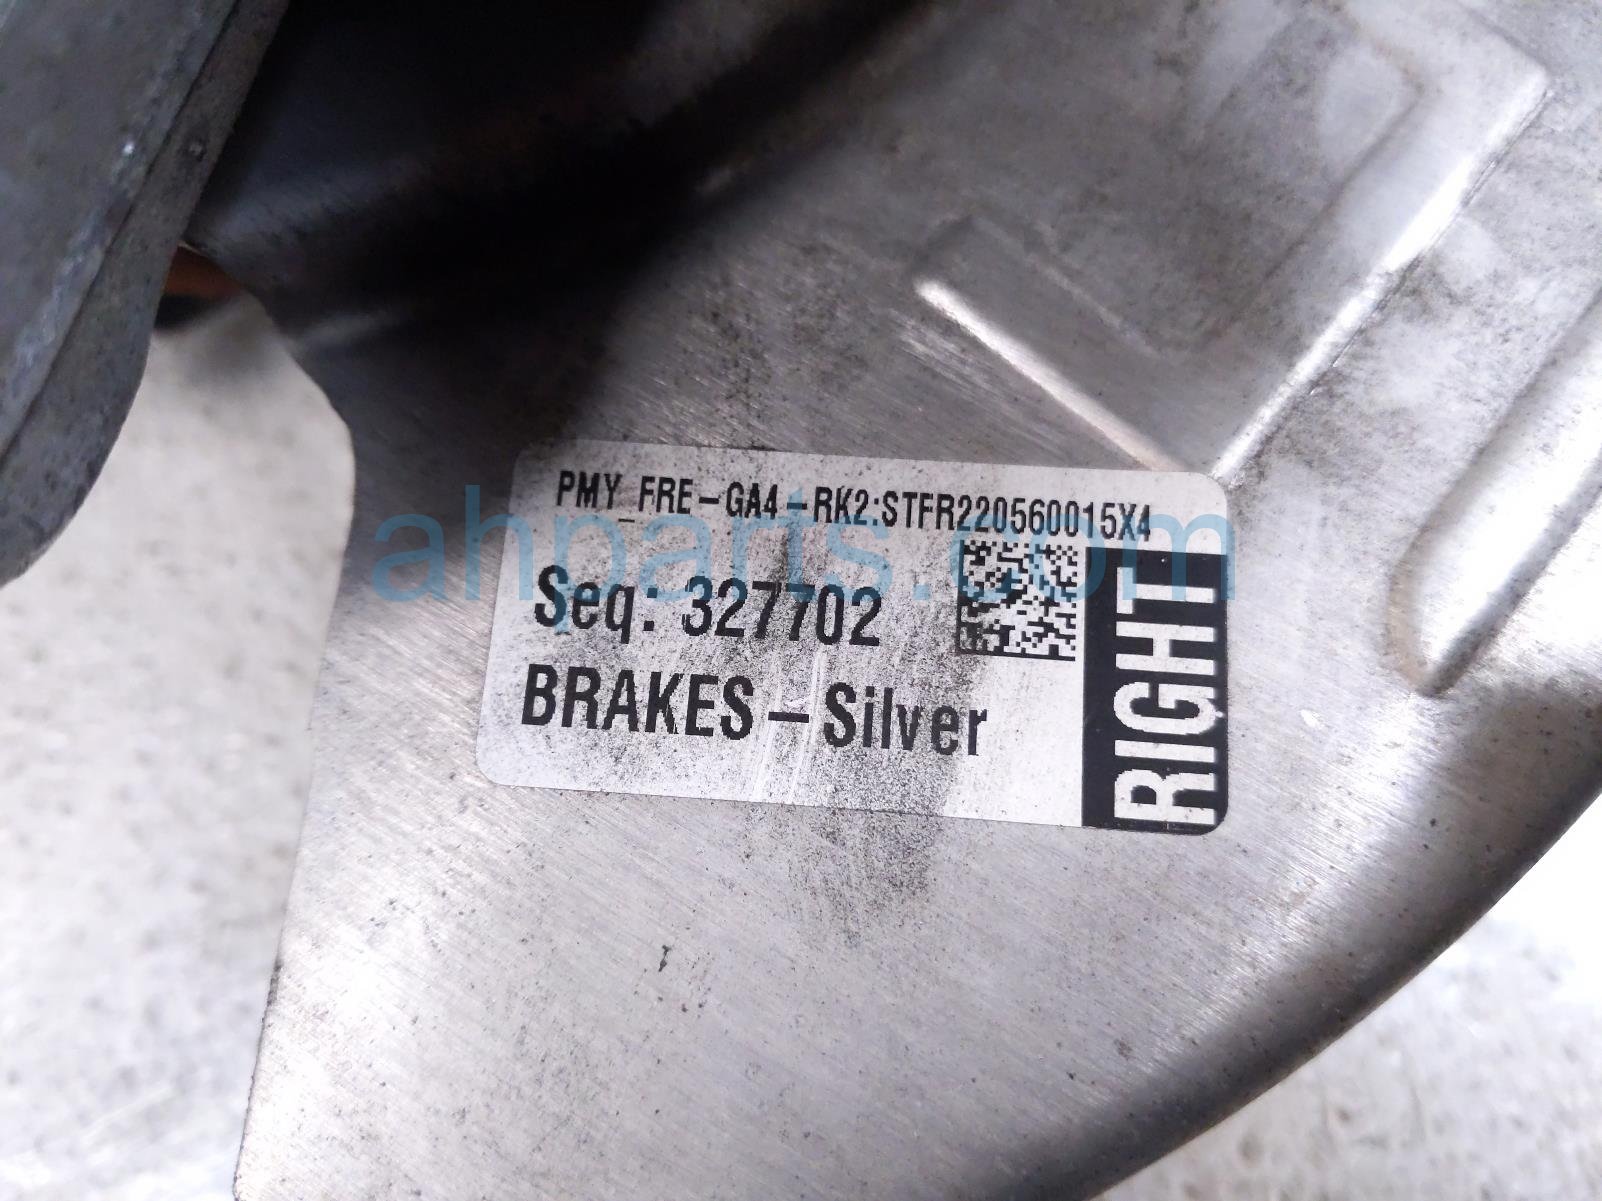 PMY_FRE-GA4-RK2:STFR220560015X4
Seq: 327702
BRAKES-Silver
RIGHT
ahparts.com